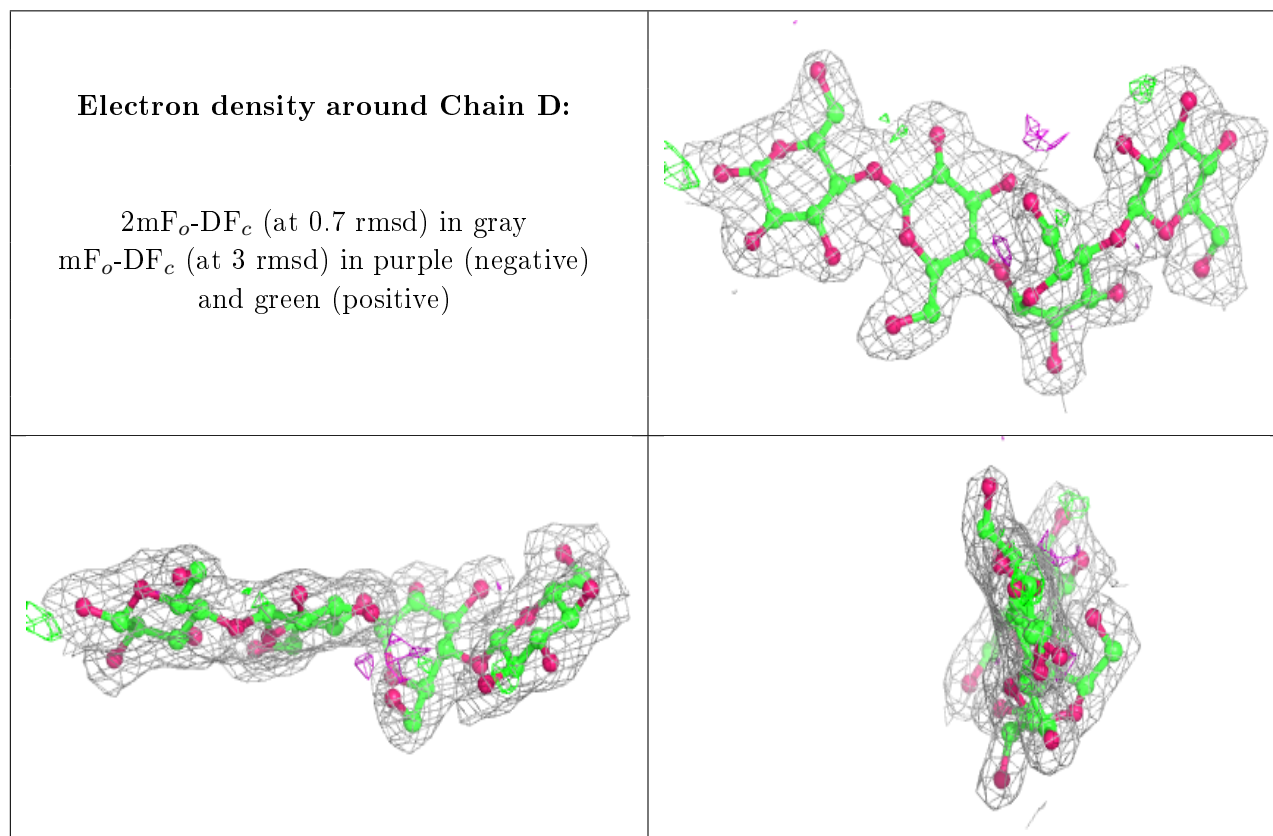 Electron density around Chain D:
2mFₒ-DF𝒸 (at 0.7 rmsd) in gray
mFₒ-DF𝒸 (at 3 rmsd) in purple (negative)
and green (positive)